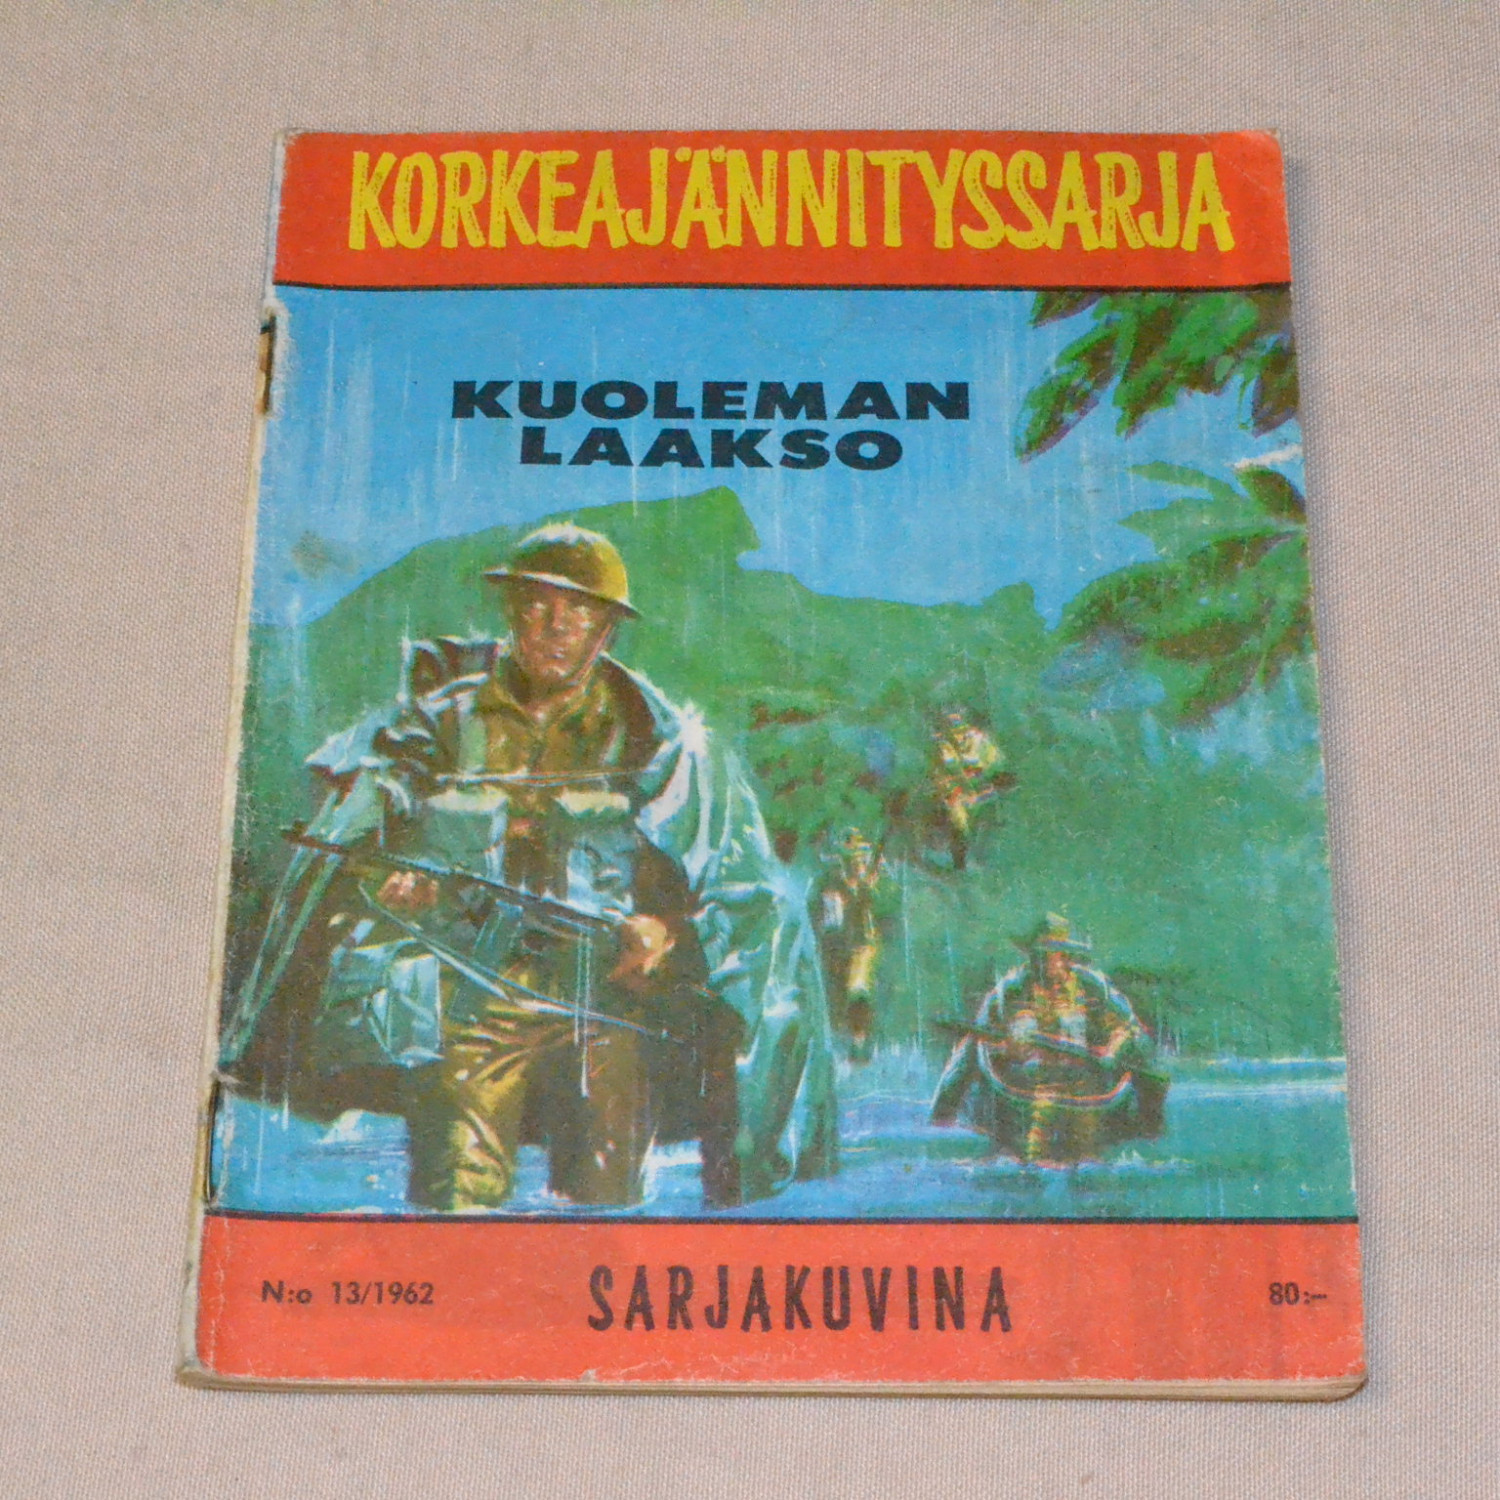 KORKEAJÄNNITYSSARJA
KUOLEMAN
LAAKSO
N:o 13/1962
SARJAKUVINA
80:–